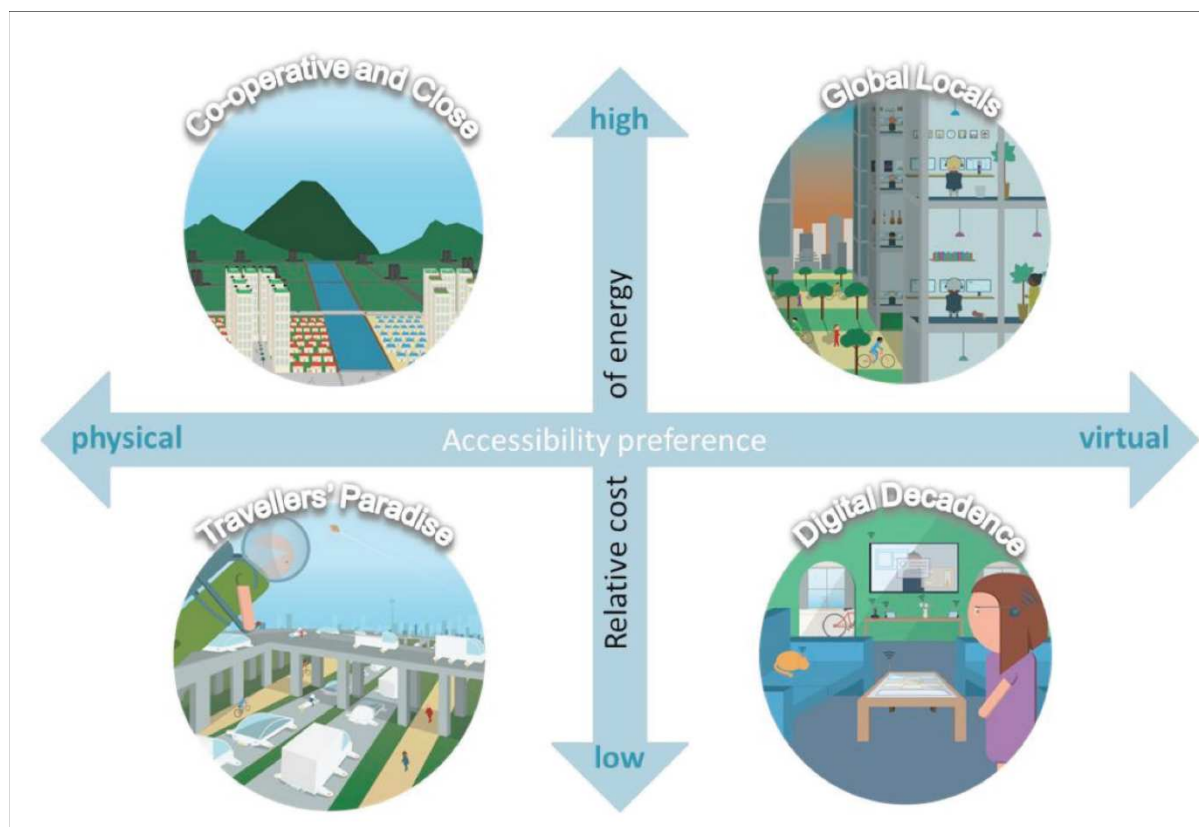 Co-operative and Close
high
Global Locals
of energy
physical
Accessibility preference
virtual
Travellers' Paradise
Relative cost
Digital Decadence
low